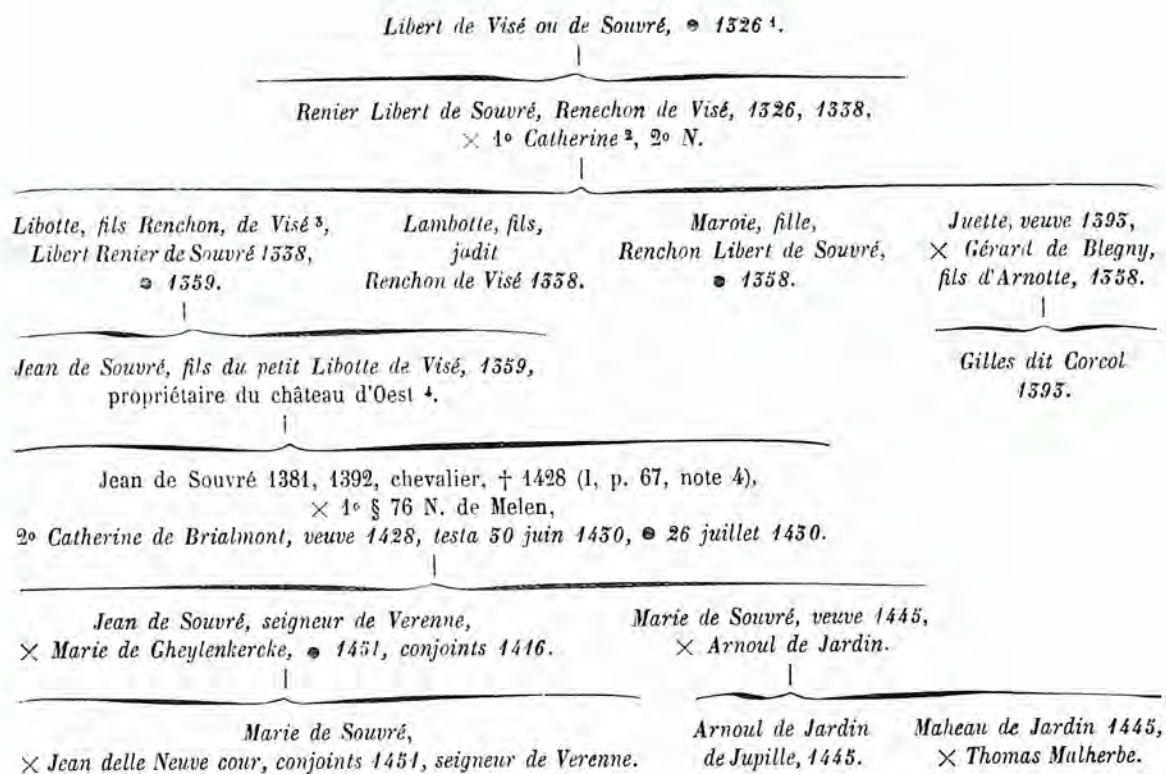 Libert de Visé ou de Souvré, ● 1326 ¹.
Renier Libert de Souvré, Renechon de Visé, 1326, 1338,
× 1º Catherine ², 2º N.
Libotte, fils Renchon, de Visé ³,
Libert Renier de Souvré 1338,
● 1359.
Lambotte, fils,
jadit
Renchon de Visé 1338.
Maroie, fille,
Renchon Libert de Souvré,
● 1358.
Juette, veuve 1393,
× Gérard de Blegny,
fils d'Arnotte, 1358.
Jean de Souvré, fils du petit Libotte de Visé, 1359,
propriétaire du château d'Oest ⁴.
Gilles dit Corcol
1393.
Jean de Souvré 1381, 1392, chevalier, † 1428 (I, p. 67, note 4),
× 1º § 76 N. de Melen,
2º Catherine de Brialmont, veuve 1428, testa 30 juin 1430, ● 26 juillet 1430.
Jean de Souvré, seigneur de Verenne,
× Marie de Gheylenkercke, ● 1451, conjoints 1416.
Marie de Souvré, veuve 1445,
× Arnoul de Jardin.
Marie de Souvré,
× Jean delle Neuve cour, conjoints 1451, seigneur de Verenne.
Arnoul de Jardin
de Jupille, 1445.
Maheau de Jardin 1445,
× Thomas Malherbe.